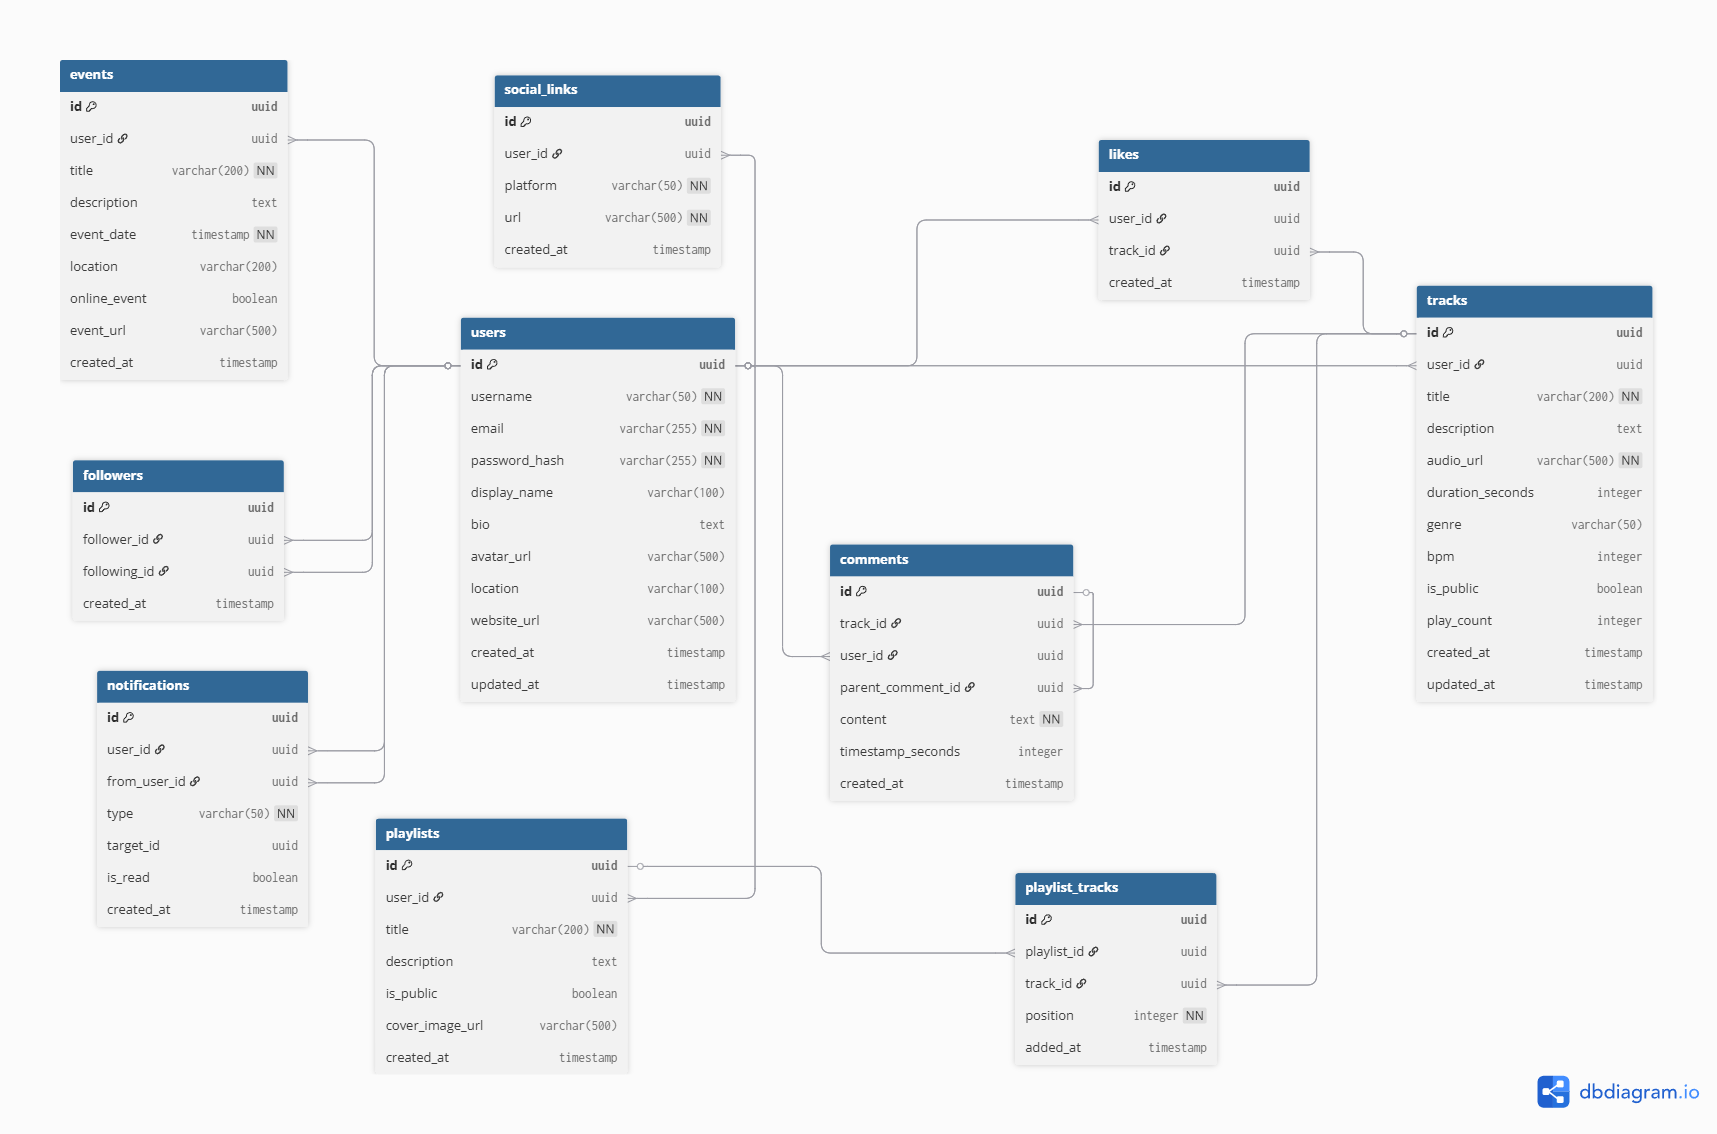 events
id uuid
user_id uuid
title varchar(200) NN
description text
event_date timestamp NN
location varchar(200)
online_event boolean
event_url varchar(500)
created_at timestamp
social_links
id uuid
user_id uuid
platform varchar(50) NN
url varchar(500) NN
created_at timestamp
likes
id uuid
user_id uuid
track_id uuid
created_at timestamp
tracks
id uuid
user_id uuid
title varchar(200) NN
description text
audio_url varchar(500) NN
duration_seconds integer
genre varchar(50)
bpm integer
is_public boolean
play_count integer
created_at timestamp
updated_at timestamp
users
id uuid
username varchar(50) NN
email varchar(255) NN
password_hash varchar(255) NN
display_name varchar(100)
bio text
avatar_url varchar(500)
location varchar(100)
website_url varchar(500)
created_at timestamp
updated_at timestamp
followers
id uuid
follower_id uuid
following_id uuid
created_at timestamp
comments
id uuid
track_id uuid
user_id uuid
parent_comment_id uuid
content text NN
timestamp_seconds integer
created_at timestamp
notifications
id uuid
user_id uuid
from_user_id uuid
type varchar(50) NN
target_id uuid
is_read boolean
created_at timestamp
playlists
id uuid
user_id uuid
title varchar(200) NN
description text
is_public boolean
cover_image_url varchar(500)
created_at timestamp
playlist_tracks
id uuid
playlist_id uuid
track_id uuid
position integer NN
added_at timestamp
dbdiagram.io